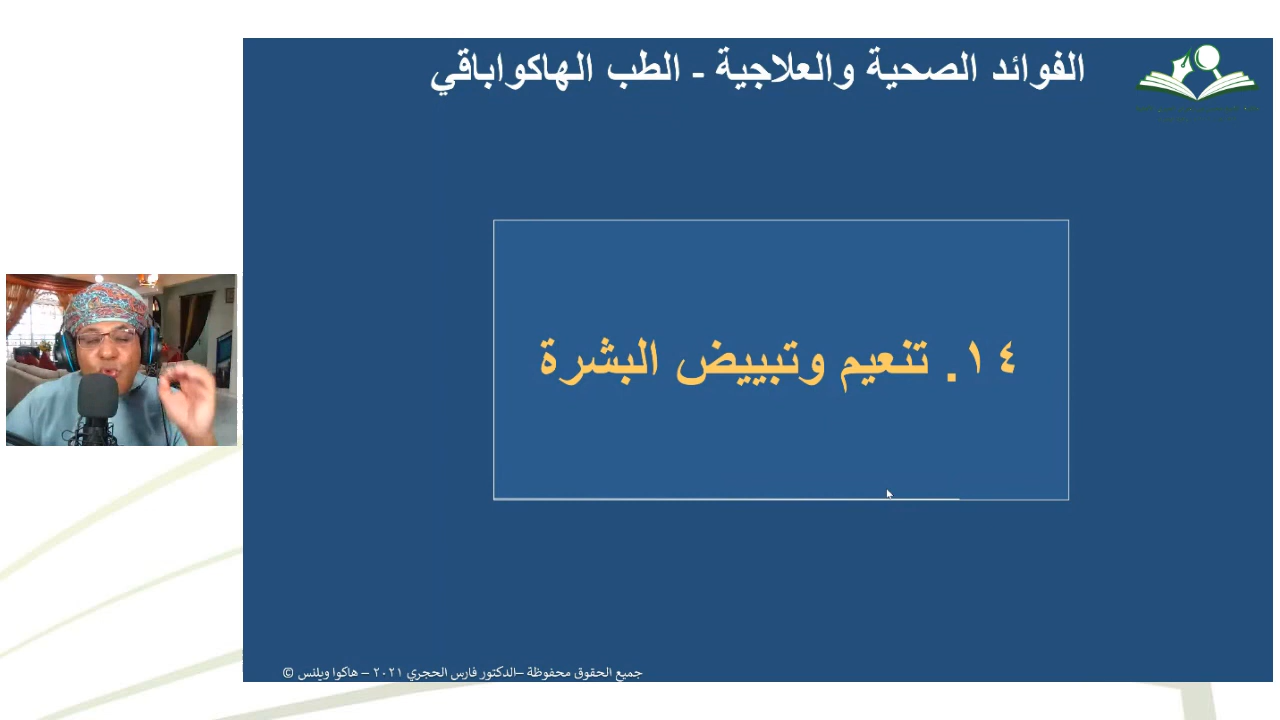 الفوائد الصحية والعلاجية - الطب الهاكواباقي
١٤. تنعيم وتبييض البشرة
جميع الحقوق محفوظة –الدكتور فارس الحجري ٢٠٢١ – هاكوا ويلنس ©